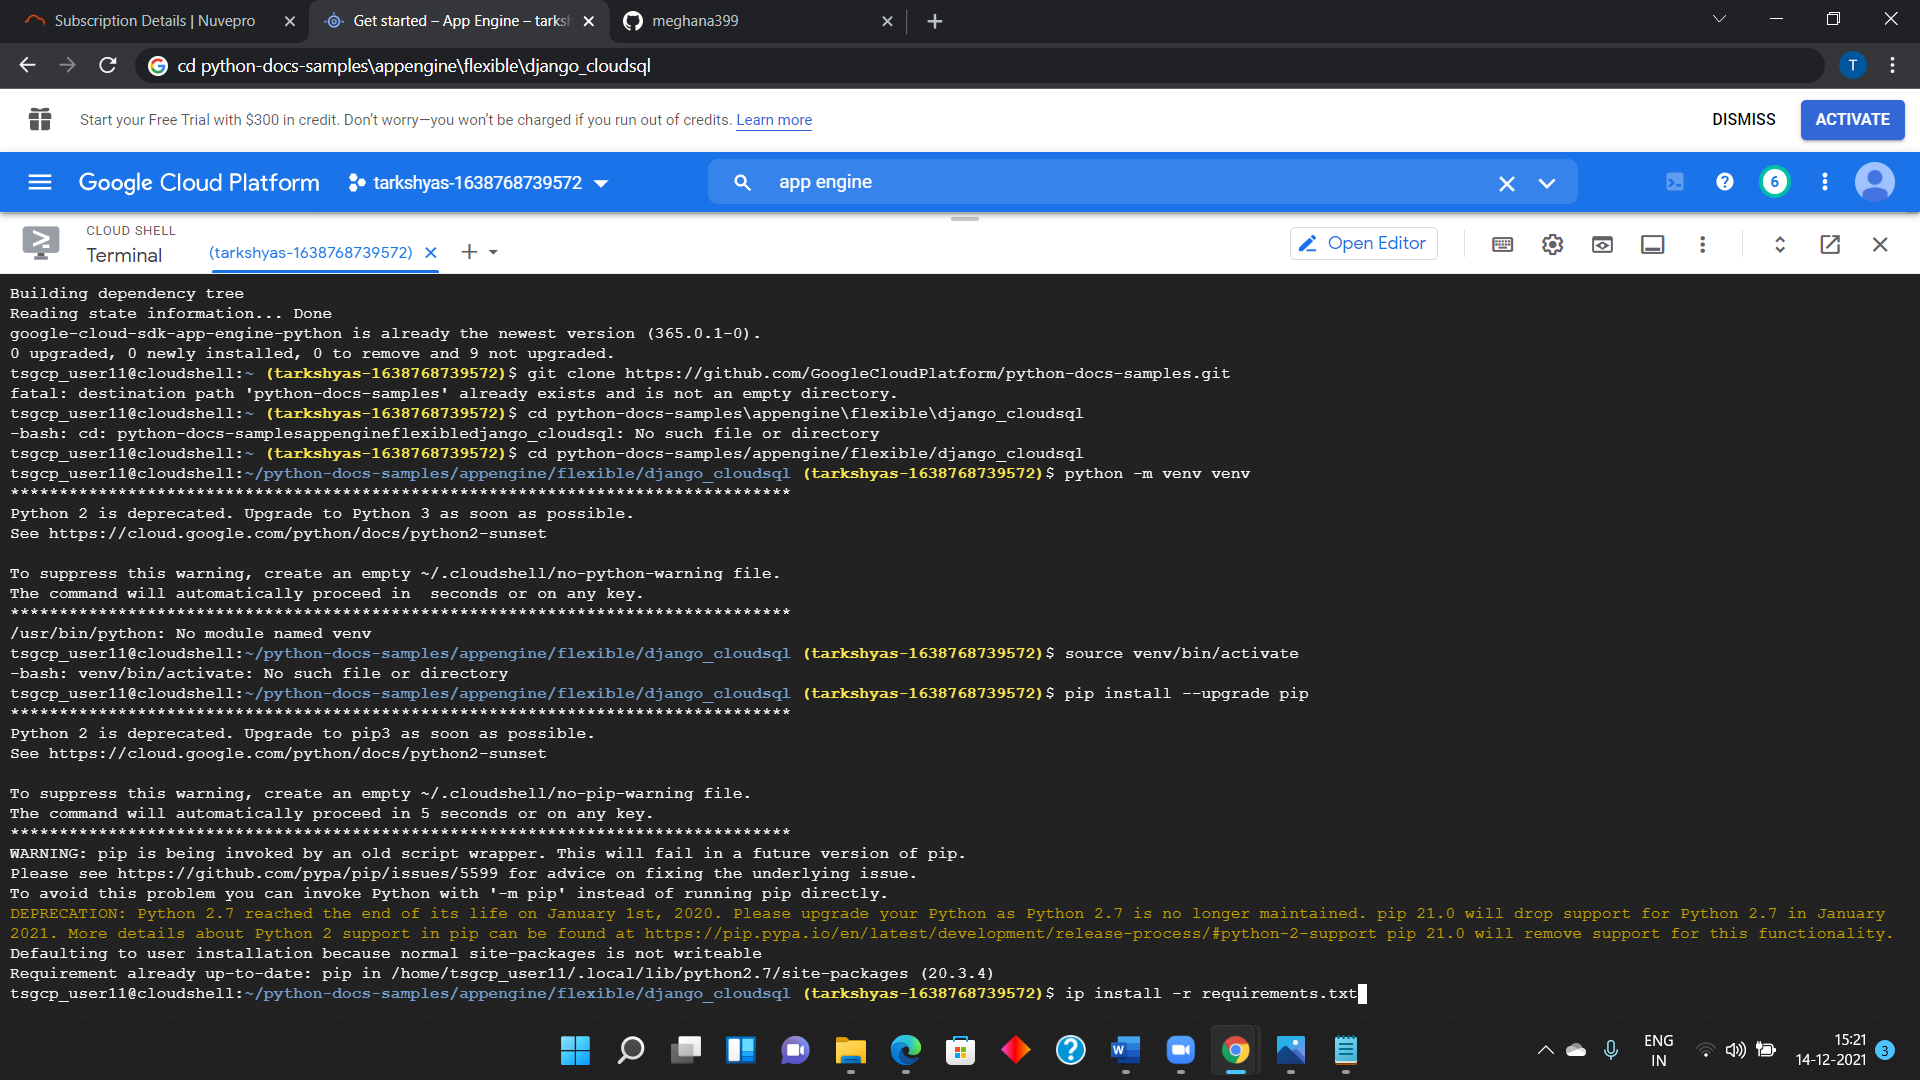 Subscription Details | Nuvepro
Get started – App Engine – tarksh
meghana399
cd python-docs-samples\appengine\flexible\django_cloudsql
T
Start your Free Trial with $300 in credit. Don't worry—you won't be charged if you run out of credits. Learn more
DISMISS
ACTIVATE
Google Cloud Platform
tarkshyas-1638768739572
app engine
6
CLOUD SHELL
Terminal
(tarkshyas-1638768739572)
Open Editor
Building dependency tree
Reading state information... Done
google-cloud-sdk-app-engine-python is already the newest version (365.0.1-0).
0 upgraded, 0 newly installed, 0 to remove and 9 not upgraded.
tsgcp_user11@cloudshell:~ (tarkshyas-1638768739572)$ git clone https://github.com/GoogleCloudPlatform/python-docs-samples.git
fatal: destination path 'python-docs-samples' already exists and is not an empty directory.
tsgcp_user11@cloudshell:~ (tarkshyas-1638768739572)$ cd python-docs-samples\appengine\flexible\django_cloudsql
-bash: cd: python-docs-samplesappengineflexibledjango_cloudsql: No such file or directory
tsgcp_user11@cloudshell:~ (tarkshyas-1638768739572)$ cd python-docs-samples/appengine/flexible/django_cloudsql
tsgcp_user11@cloudshell:~/python-docs-samples/appengine/flexible/django_cloudsql (tarkshyas-1638768739572)$ python -m venv venv
********************************************************************************
Python 2 is deprecated. Upgrade to Python 3 as soon as possible.
See https://cloud.google.com/python/docs/python2-sunset
To suppress this warning, create an empty ~/.cloudshell/no-python-warning file.
The command will automatically proceed in  seconds or on any key.
********************************************************************************
/usr/bin/python: No module named venv
tsgcp_user11@cloudshell:~/python-docs-samples/appengine/flexible/django_cloudsql (tarkshyas-1638768739572)$ source venv/bin/activate
-bash: venv/bin/activate: No such file or directory
tsgcp_user11@cloudshell:~/python-docs-samples/appengine/flexible/django_cloudsql (tarkshyas-1638768739572)$ pip install --upgrade pip
********************************************************************************
Python 2 is deprecated. Upgrade to pip3 as soon as possible.
See https://cloud.google.com/python/docs/python2-sunset
To suppress this warning, create an empty ~/.cloudshell/no-pip-warning file.
The command will automatically proceed in 5 seconds or on any key.
********************************************************************************
WARNING: pip is being invoked by an old script wrapper. This will fail in a future version of pip.
Please see https://github.com/pypa/pip/issues/5599 for advice on fixing the underlying issue.
To avoid this problem you can invoke Python with '-m pip' instead of running pip directly.
DEPRECATION: Python 2.7 reached the end of its life on January 1st, 2020. Please upgrade your Python as Python 2.7 is no longer maintained. pip 21.0 will drop support for Python 2.7 in January
2021. More details about Python 2 support in pip can be found at https://pip.pypa.io/en/latest/development/release-process/#python-2-support pip 21.0 will remove support for this functionality.
Defaulting to user installation because normal site-packages is not writeable
Requirement already up-to-date: pip in /home/tsgcp_user11/.local/lib/python2.7/site-packages (20.3.4)
tsgcp_user11@cloudshell:~/python-docs-samples/appengine/flexible/django_cloudsql (tarkshyas-1638768739572)$ ip install -r requirements.txt
ENG
IN
15:21
14-12-2021
3